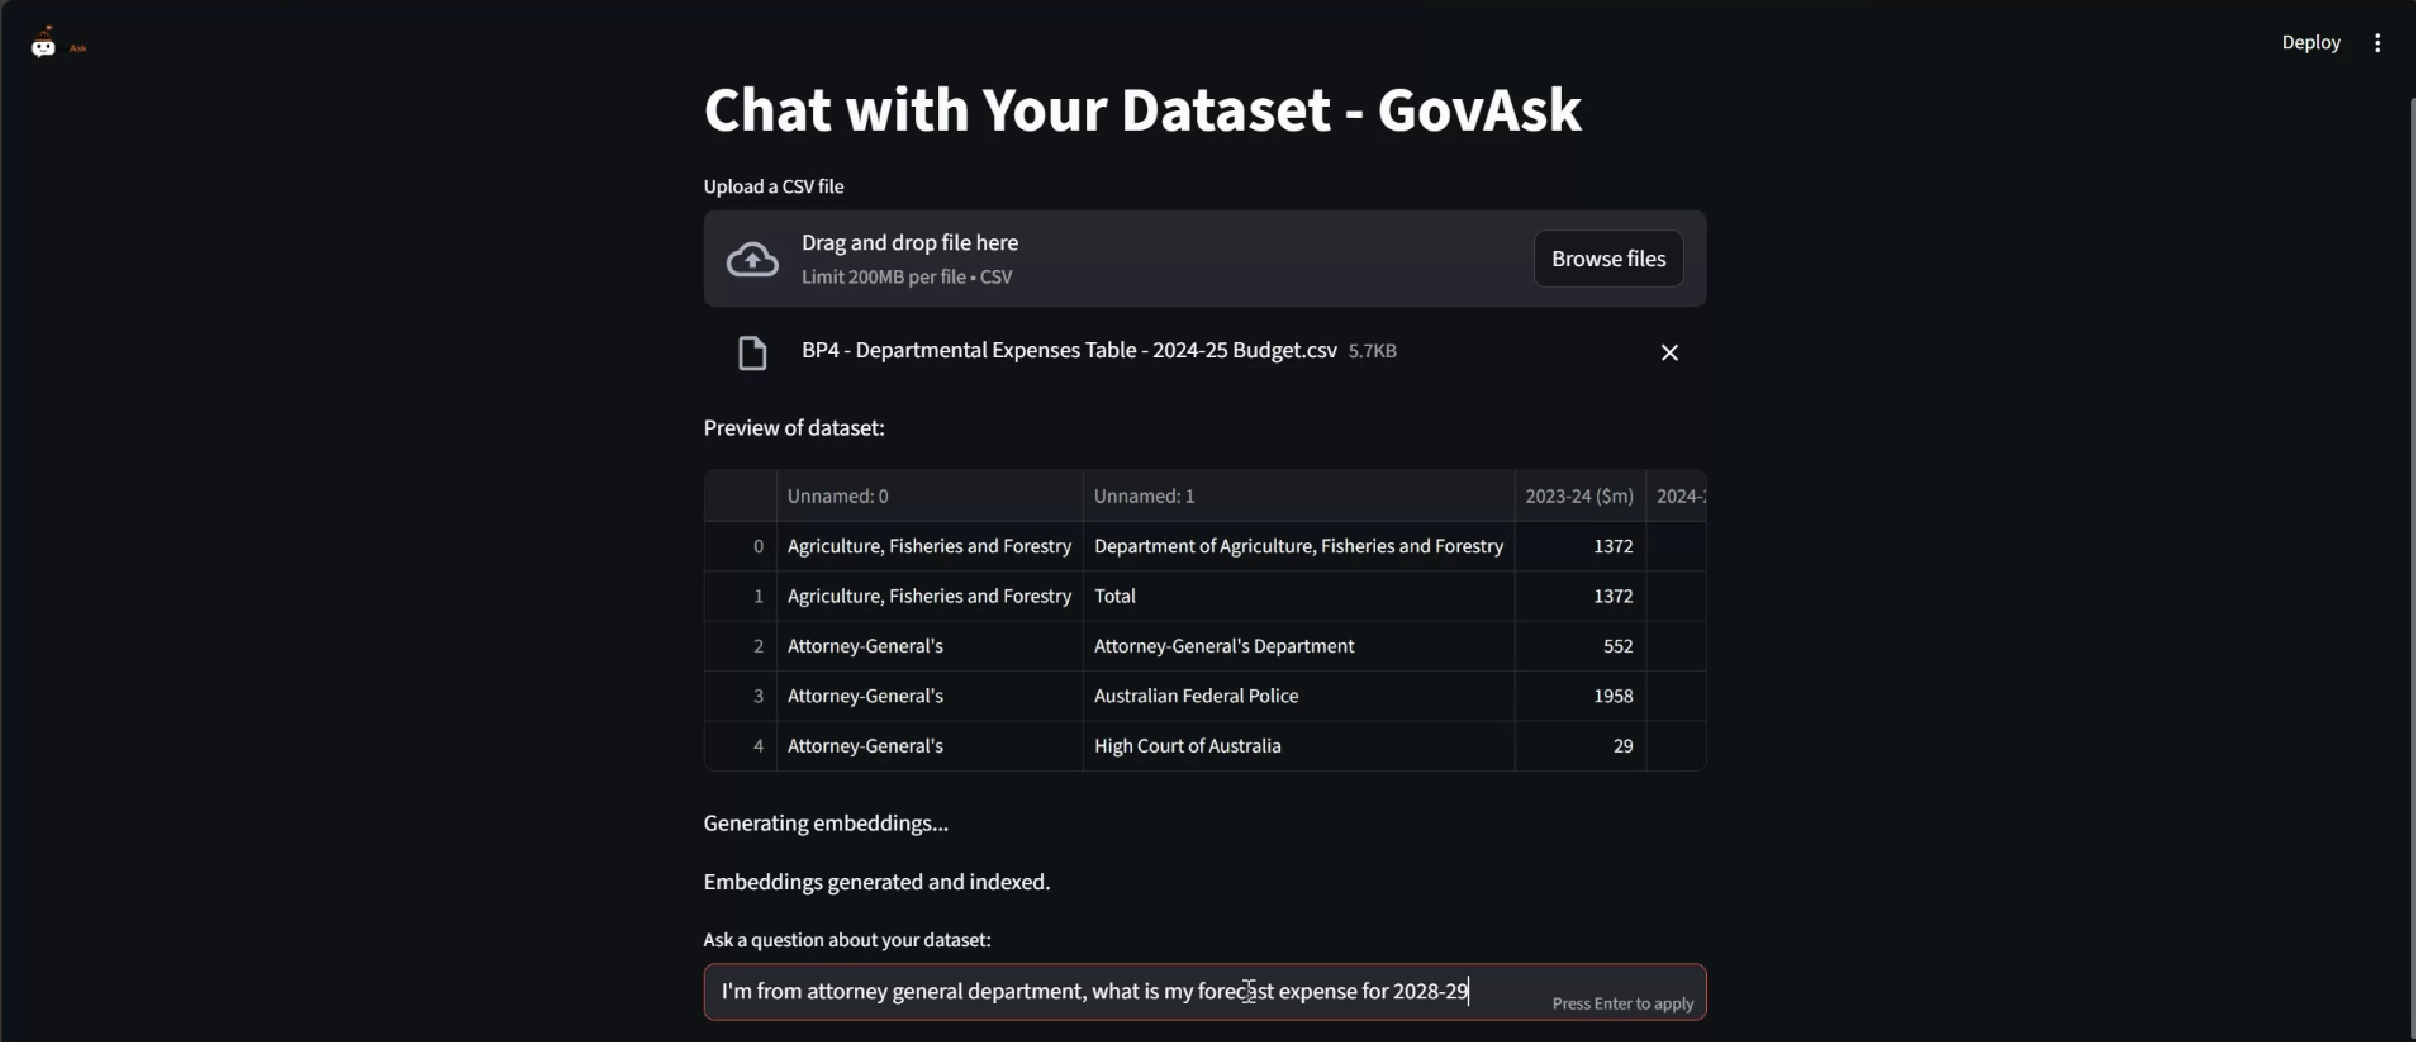 Ask
Deploy
Chat with Your Dataset - GovAsk
Upload a CSV file
Drag and drop file here
Limit 200MB per file • CSV
Browse files
BP4 - Departmental Expenses Table - 2024-25 Budget.csv 5.7KB
Preview of dataset:
Unnamed: 0 Unnamed: 1 2023-24 ($m) 2024-
0 Agriculture, Fisheries and Forestry Department of Agriculture, Fisheries and Forestry 1372
1 Agriculture, Fisheries and Forestry Total 1372
2 Attorney-General's Attorney-General's Department 552
3 Attorney-General's Australian Federal Police 1958
4 Attorney-General's High Court of Australia 29
Generating embeddings...
Embeddings generated and indexed.
Ask a question about your dataset:
I'm from attorney general department, what is my forecast expense for 2028-29
Press Enter to apply